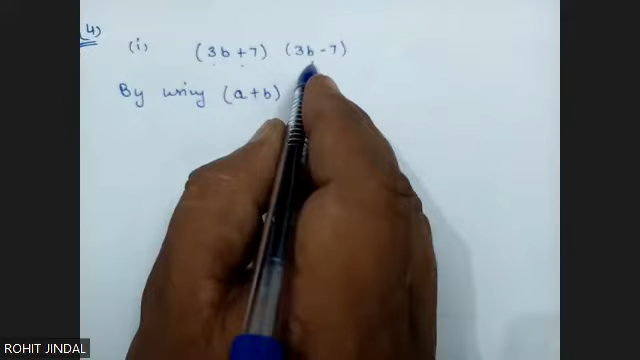 (4)
(i) (3b + 7) (3b - 7)
By using (a + b)
ROHIT JINDAL